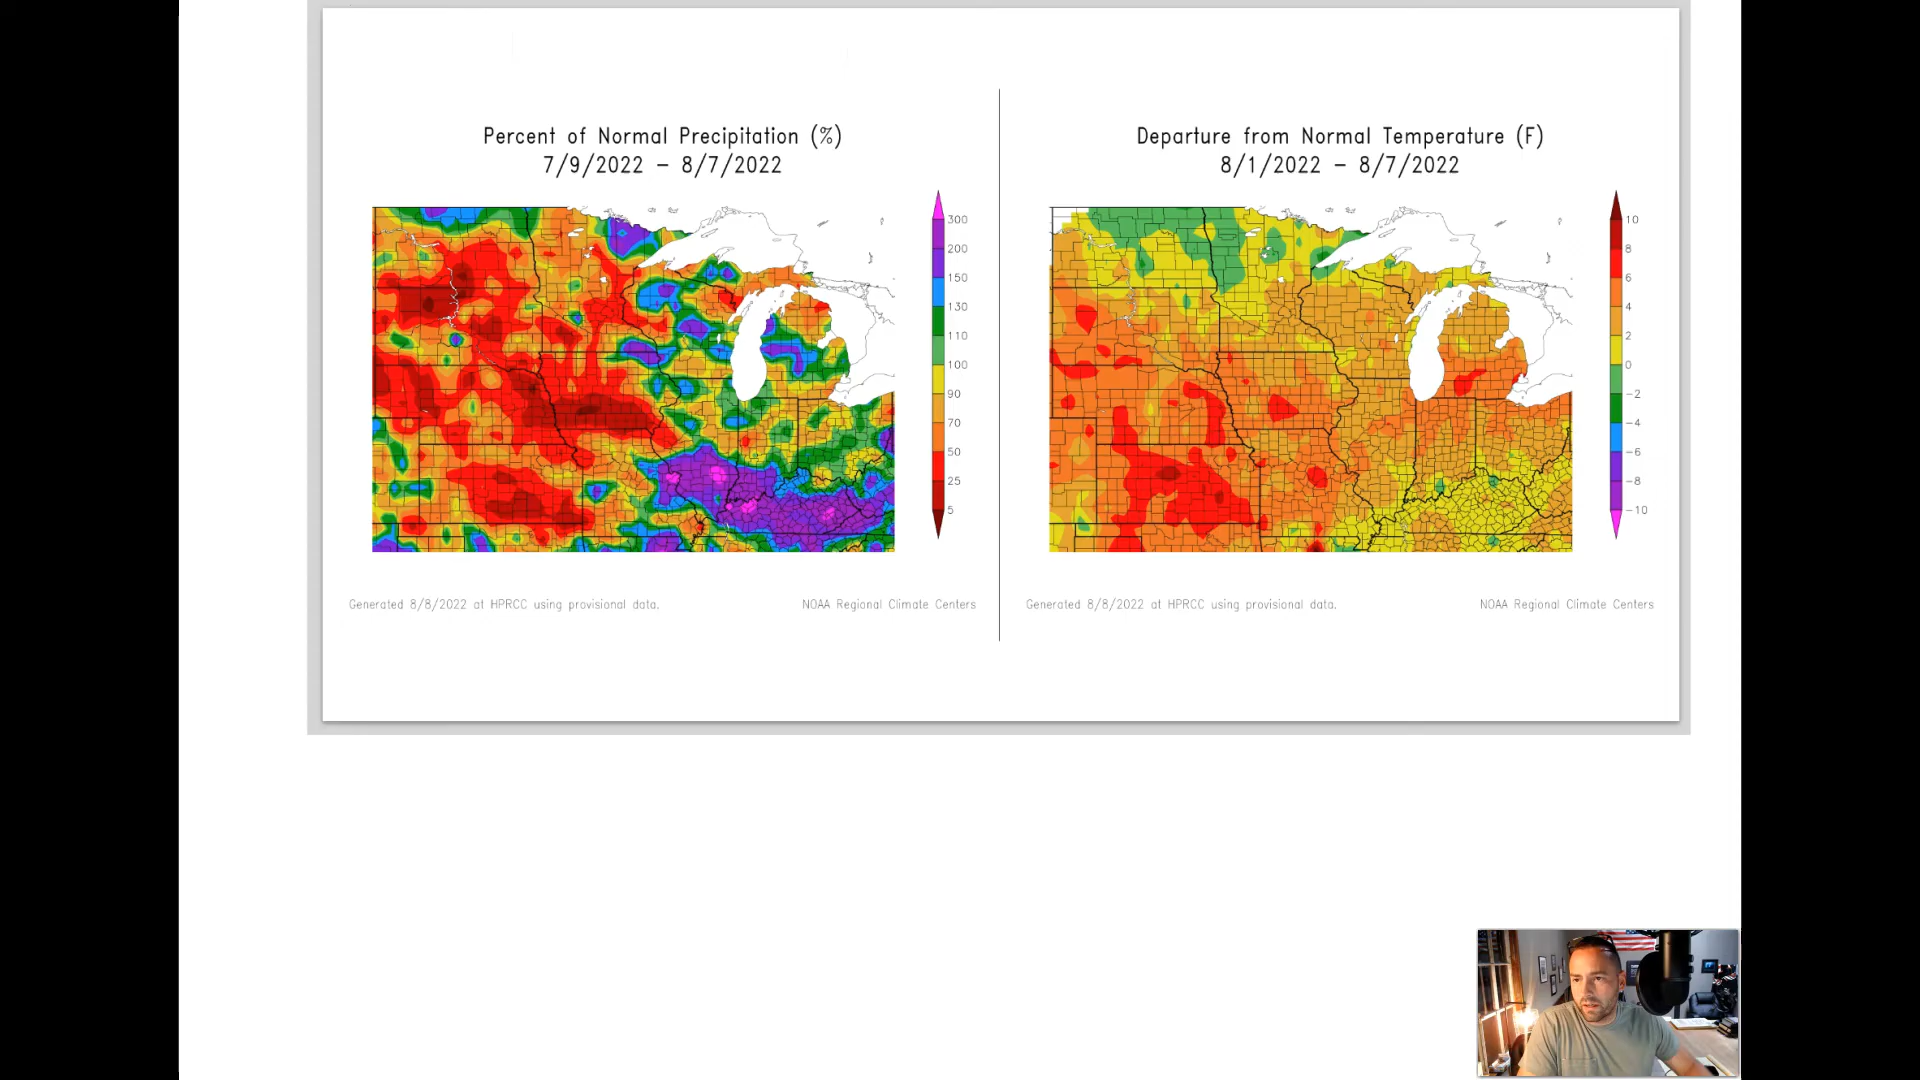 Percent of Normal Precipitation (%)
7/9/2022 – 8/7/2022
300
200
150
130
110
100
90
70
50
25
5
Generated 8/8/2022 at HPRCC using provisional data.
NOAA Regional Climate Centers
Departure from Normal Temperature (F)
8/1/2022 – 8/7/2022
10
8
6
4
2
0
-2
-4
-6
-8
-10
Generated 8/8/2022 at HPRCC using provisional data.
NOAA Regional Climate Centers